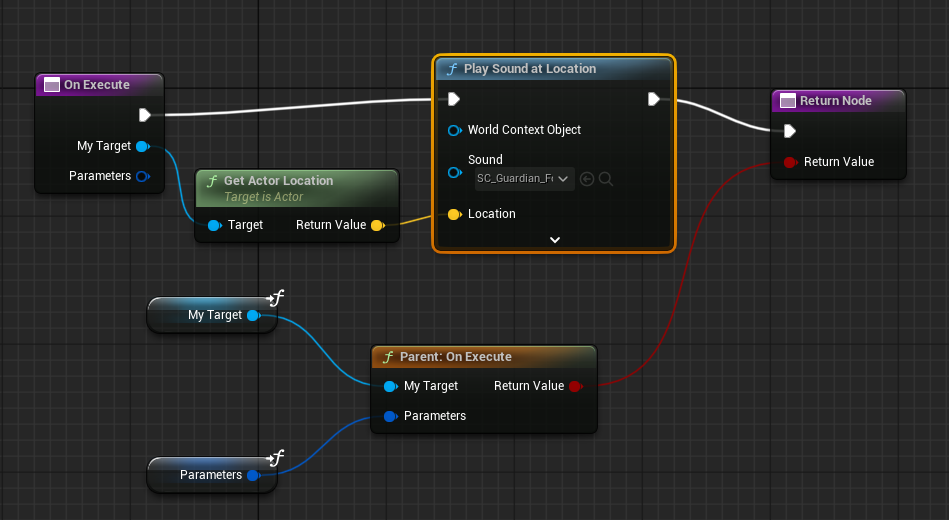 On Execute
My Target
Parameters
Get Actor Location
Target is Actor
Target
Return Value
Play Sound at Location
World Context Object
Sound
SC_Guardian_Fo
Location
Return Node
Return Value
My Target
Parent: On Execute
My Target
Return Value
Parameters
Parameters